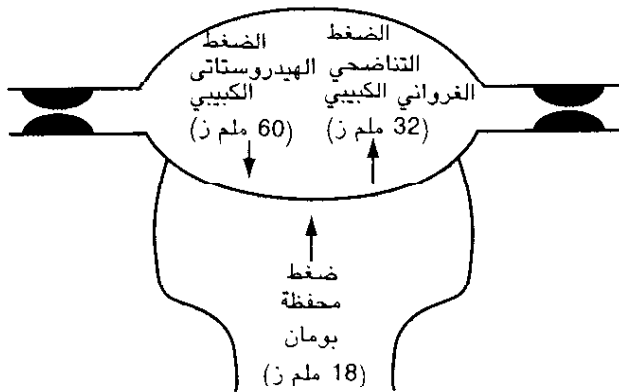 الضغط
التناضحي
الغرواني الكبيبي
(32 ملم ز)
الضغط
الهيدروستاتى
الكبيبي
(60 ملم ز)
ضغط
محفظة
بومان
(18 ملم ز)